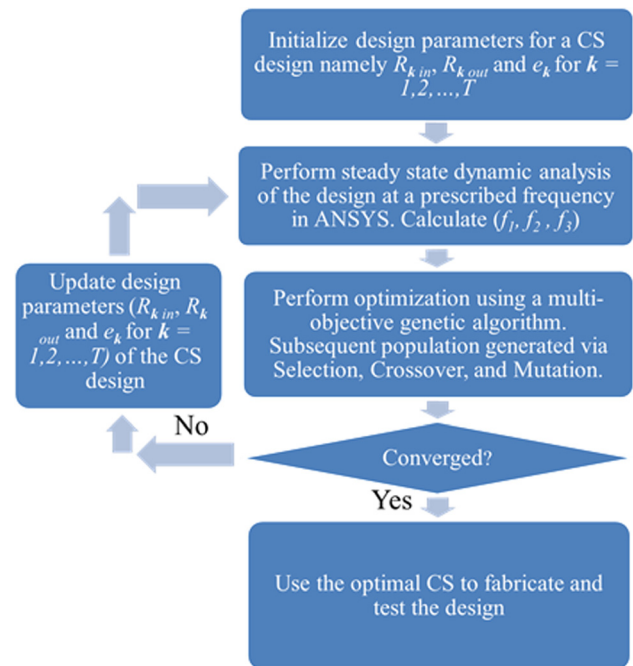 Initialize design parameters for a CS
design namely R_k in, R_k out and e_k for k =
1,2,...,T
Perform steady state dynamic analysis
of the design at a prescribed frequency
in ANSYS. Calculate (f_1, f_2 , f_3)
Update design
parameters (R_k in, R_k
out and e_k for k =
1,2,...,T) of the CS
design
Perform optimization using a multi-
objective genetic algorithm.
Subsequent population generated via
Selection, Crossover, and Mutation.
No
Converged?
Yes
Use the optimal CS to fabricate and
test the design